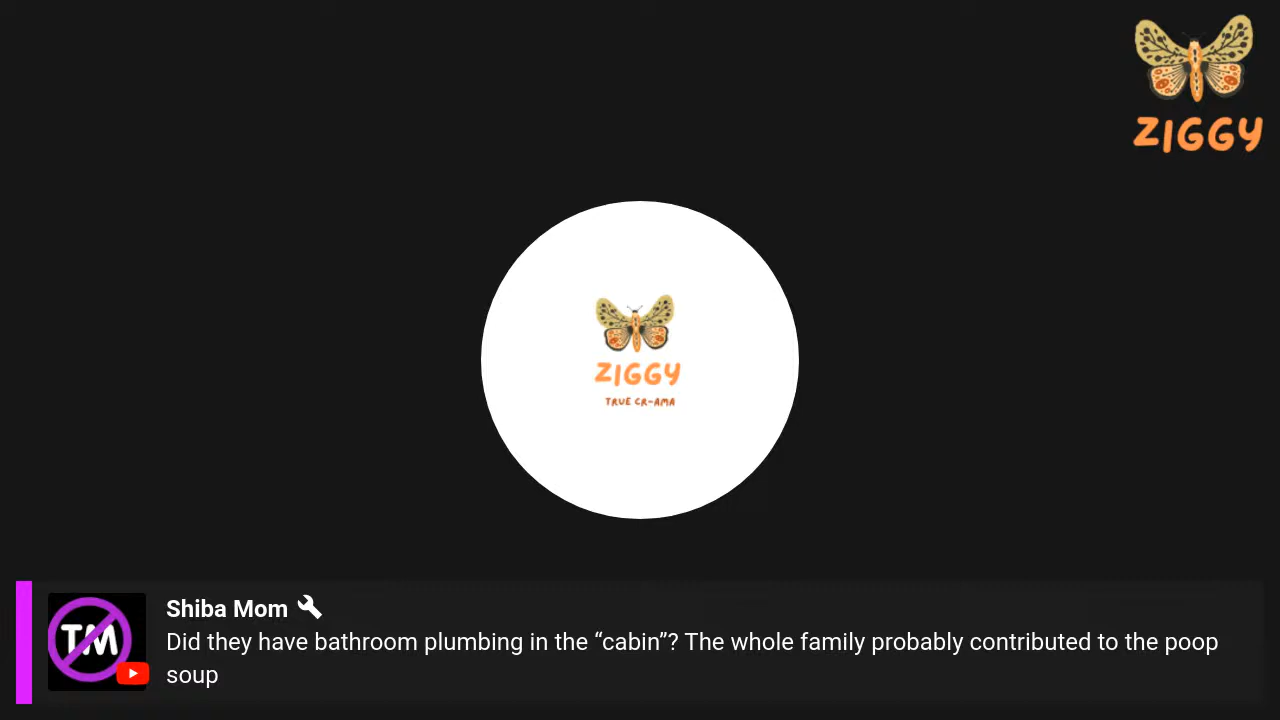 ZIGGY
ZIGGY
TRUE CR-AMA
TM
Shiba Mom
Did they have bathroom plumbing in the “cabin”? The whole family probably contributed to the poop
soup